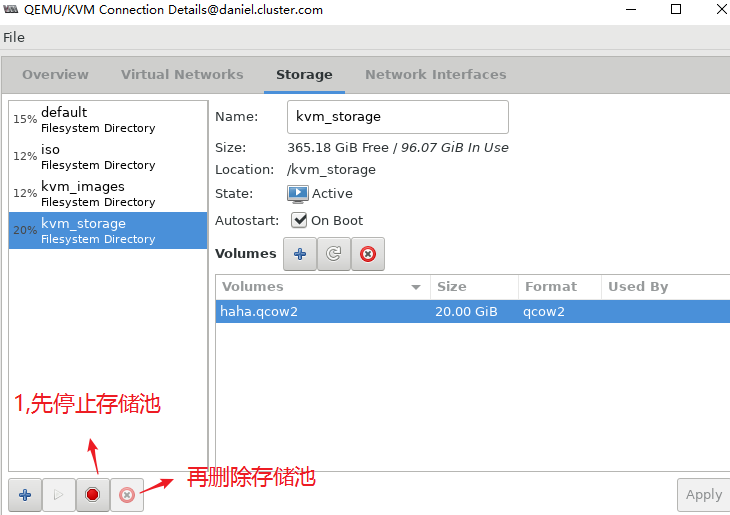 QEMU/KVM Connection Details@daniel.cluster.com
File
Overview Virtual Networks Storage Network Interfaces
15% default
Filesystem Directory
12% iso
Filesystem Directory
12% kvm_images
Filesystem Directory
20% kvm_storage
Filesystem Directory
Name: kvm_storage
Size: 365.18 GiB Free / 96.07 GiB In Use
Location: /kvm_storage
State: Active
Autostart: On Boot
Volumes
Volumes Size Format Used By
haha.qcow2 20.00 GiB qcow2
1,先停止存储池
再删除存储池
Apply